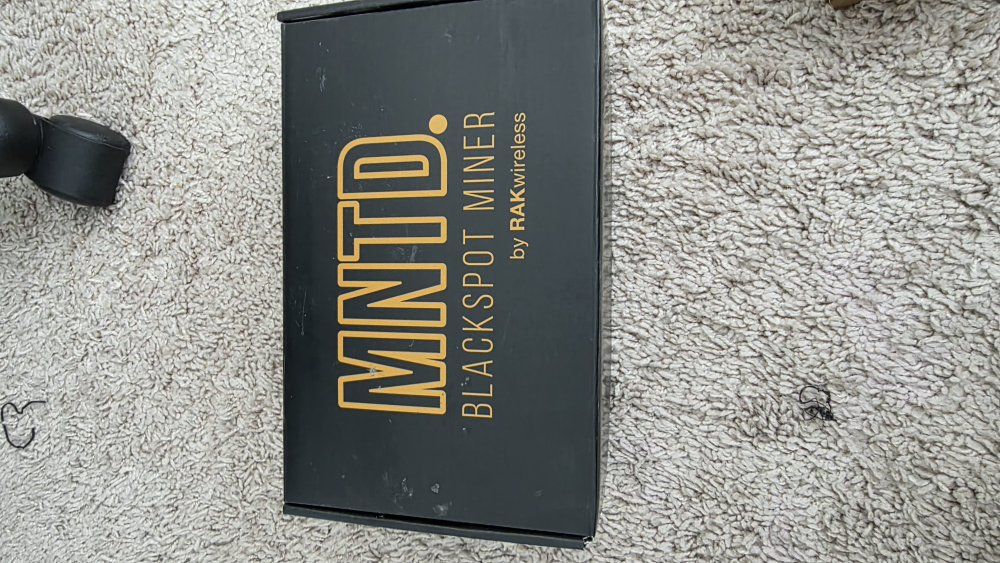 MNTD.
BLACKSPOT MINER
by RAKwireless